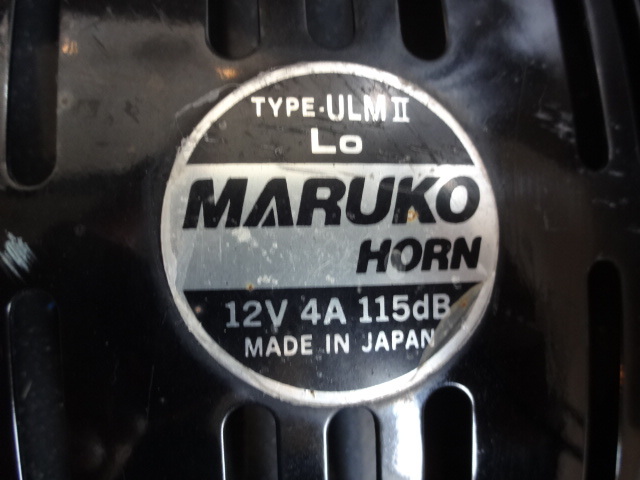 TYPE-ULM II
Lo
MARUKO
HORN
12V 4A 115dB
MADE IN JAPAN